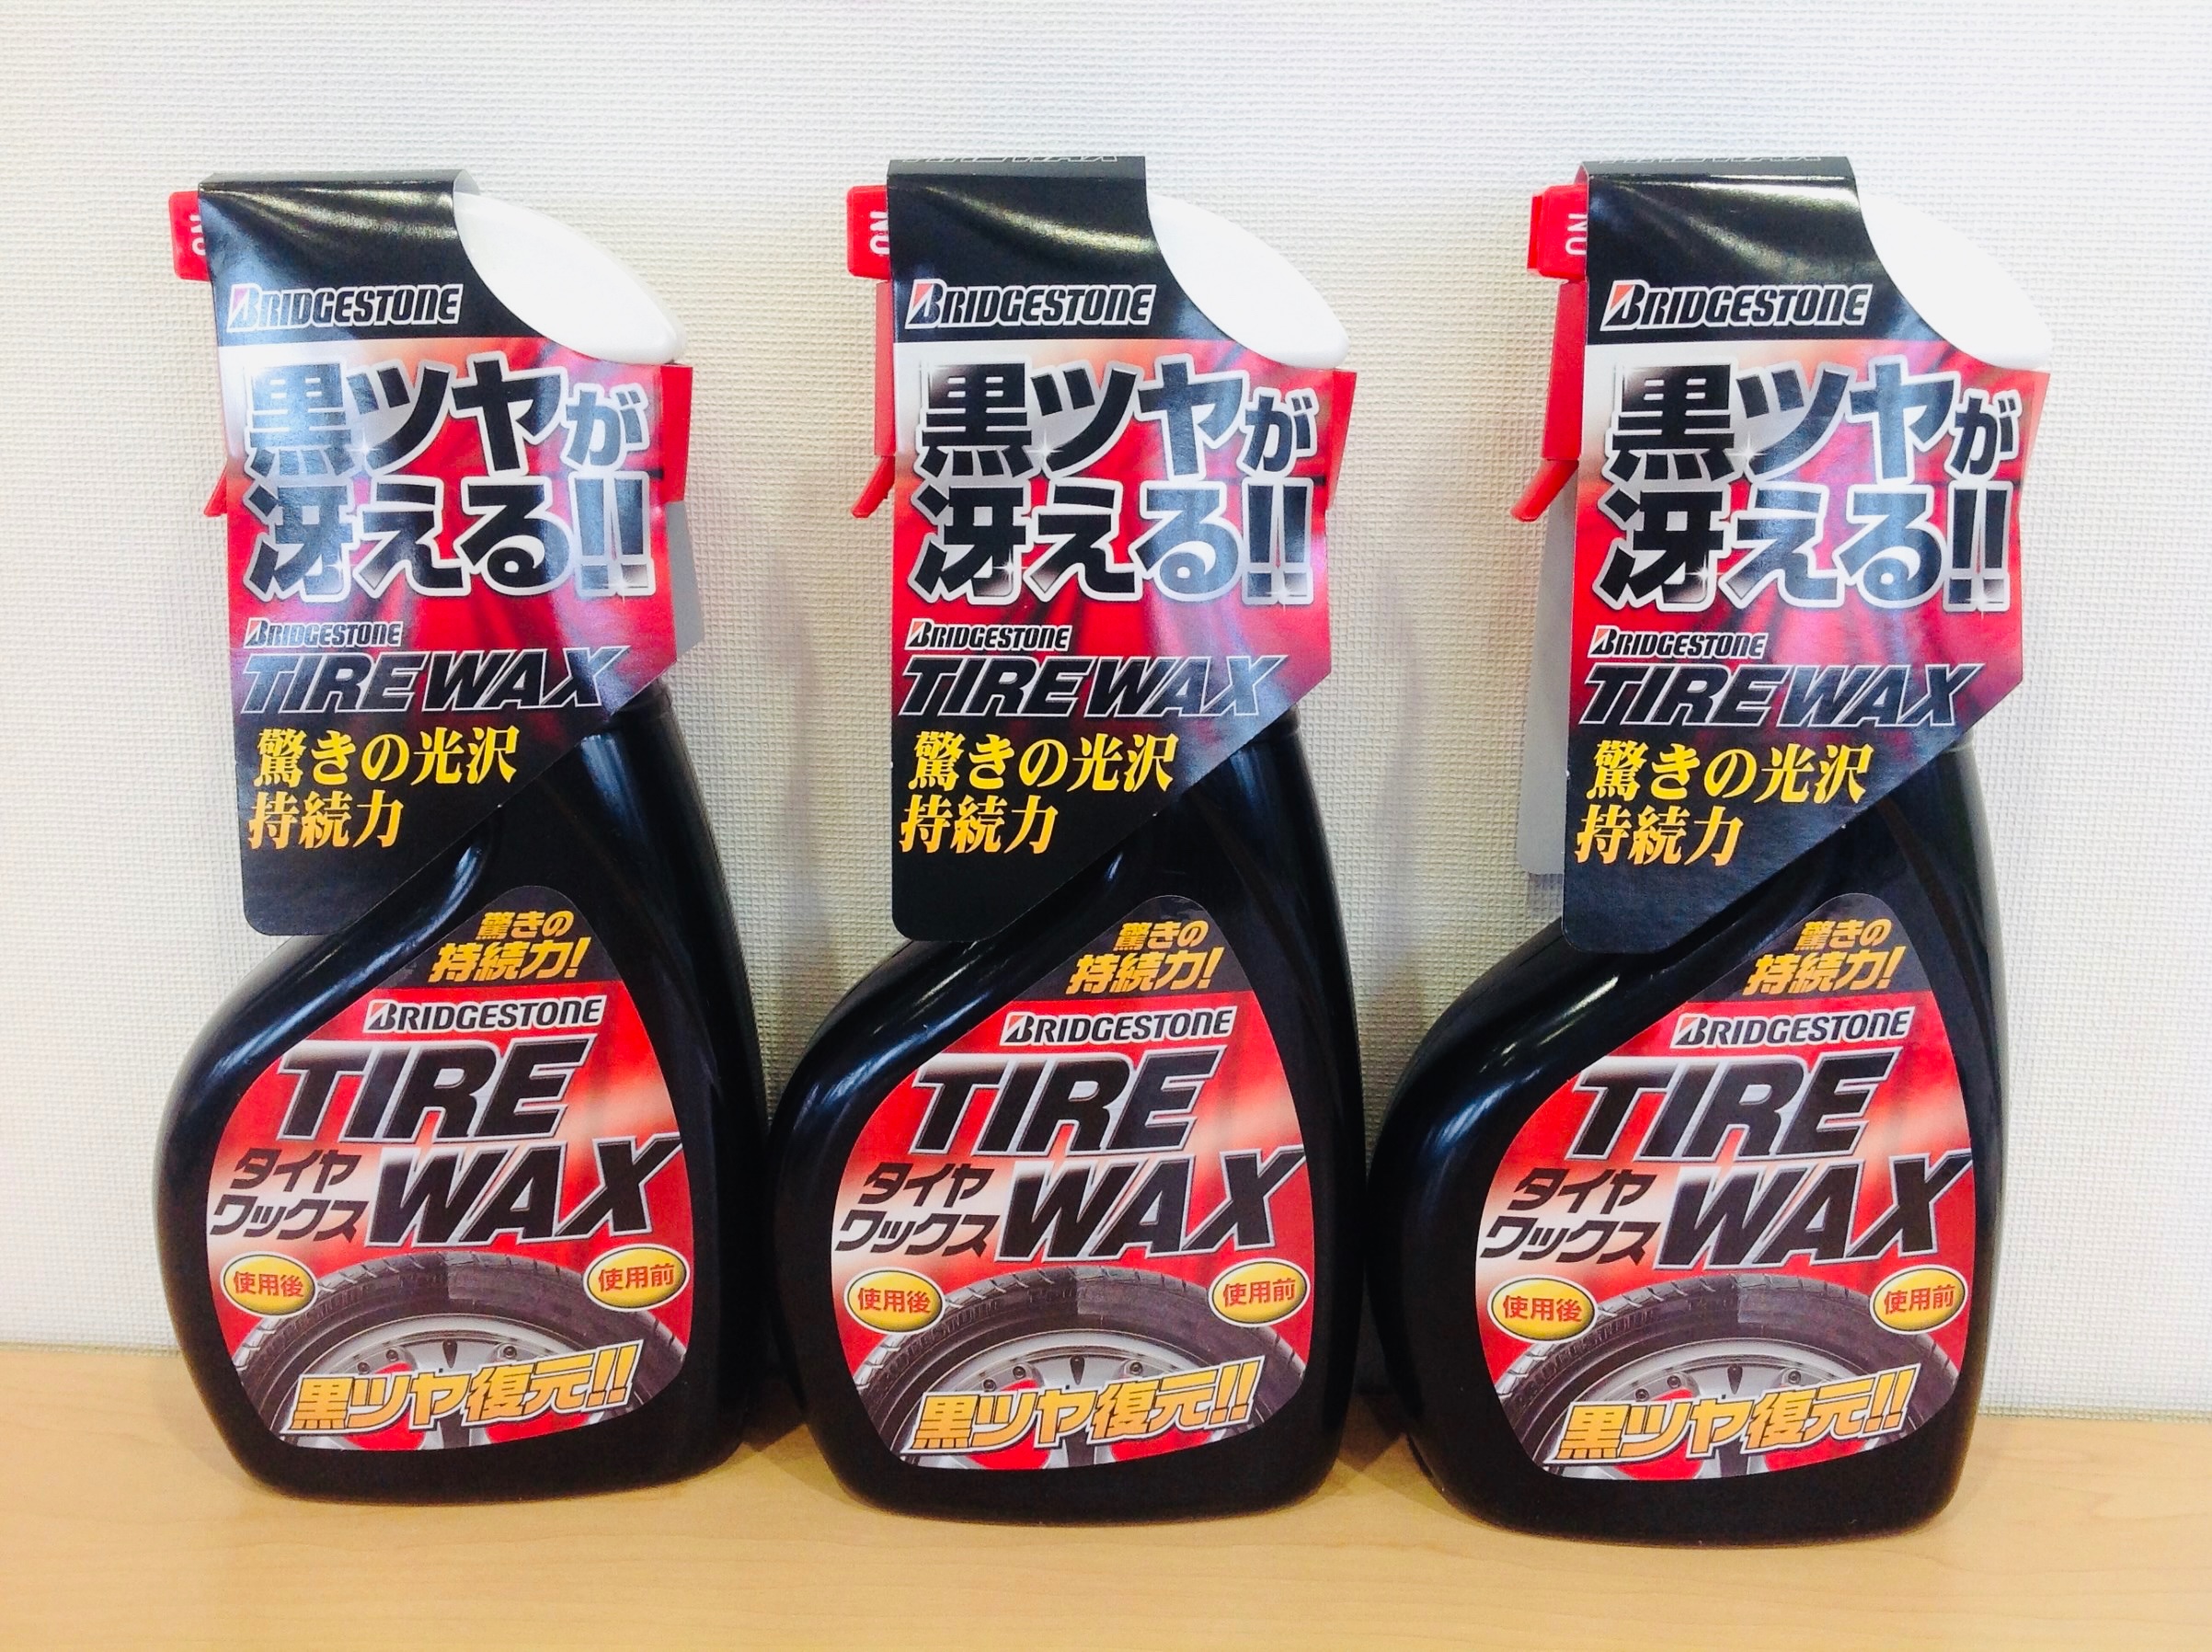 ON
BRIDGESTONE
黒ツヤが
冴える!!
BRIDGESTONE
TIREWAX
驚きの光沢
持続力
驚きの
持続力!
BRIDGESTONE
TIRE
WAX
タイヤ
ワックス
使用後
使用前
黒ツヤ復元!!
ON
BRIDGESTONE
黒ツヤが
冴える!!
BRIDGESTONE
TIREWAX
驚きの光沢
持続力
驚きの
持続力!
BRIDGESTONE
TIRE
WAX
タイヤ
ワックス
使用後
使用前
黒ツヤ復元!!
ON
BRIDGESTONE
黒ツヤが
冴える!!
BRIDGESTONE
TIREWAX
驚きの光沢
持続力
驚きの
持続力!
BRIDGESTONE
TIRE
WAX
タイヤ
ワックス
使用後
使用前
黒ツヤ復元!!